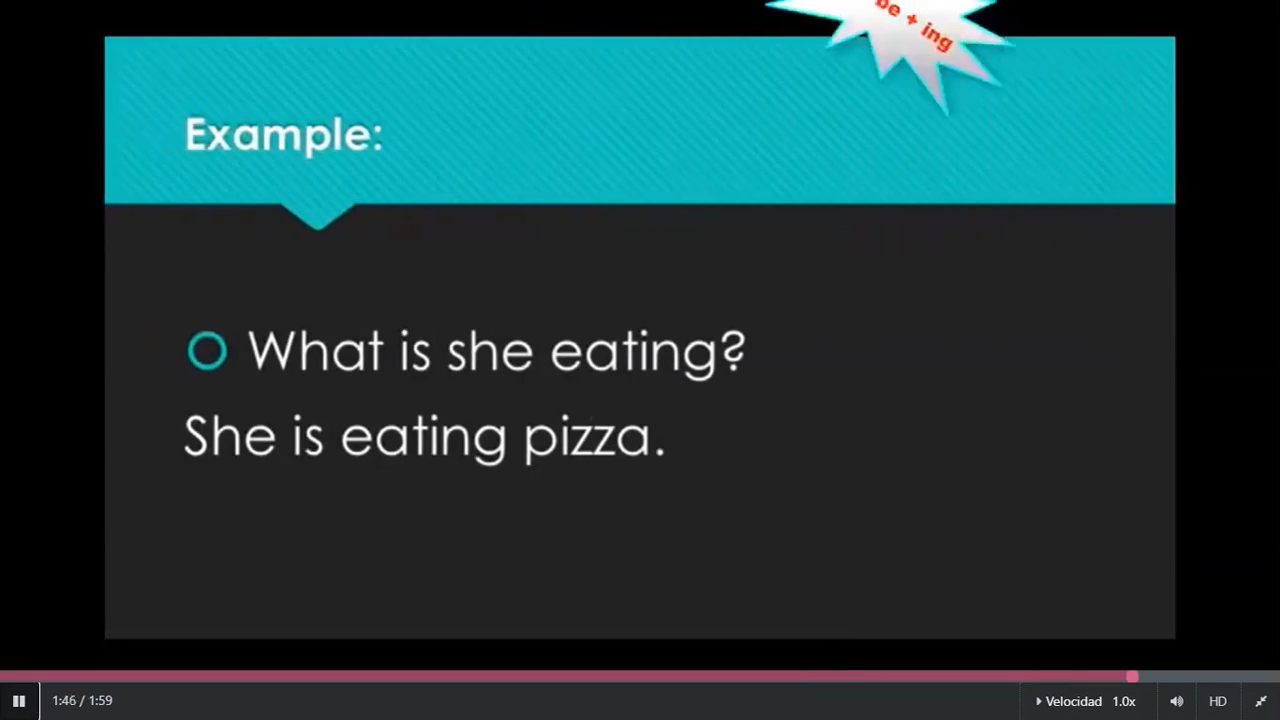 be + ing
Example:
What is she eating?
She is eating pizza.
1:46 / 1:59
Velocidad 1.0x
HD